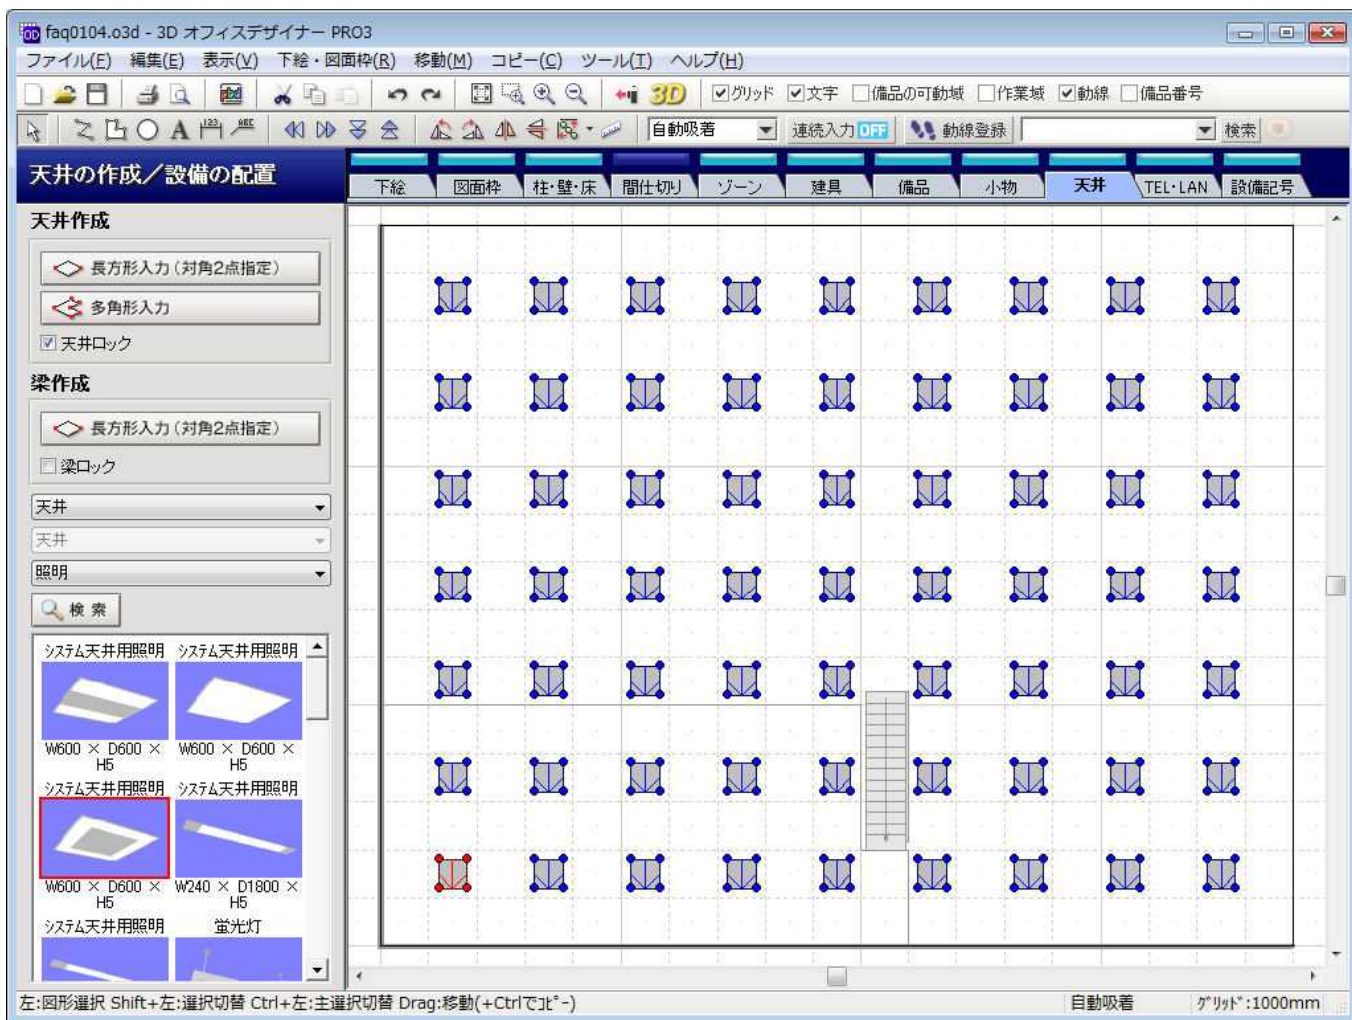 faq0104.o3d - 3D オフィスデザイナー PRO3
ファイル(F) 編集(E) 表示(V) 下絵・図面枠(R) 移動(M) コピー(C) ツール(T) ヘルプ(H)
3D グリッド 文字 備品の可動域 作業域 動線 備品番号
A 123 ABC 自動吸着 連続入力 OFF 動線登録 検索
天井の作成／設備の配置
下絵 図面枠 柱・壁・床 間仕切り ゾーン 建具 備品 小物 天井 TEL・LAN 設備記号
天井作成
長方形入力(対角2点指定)
多角形入力
天井ロック
梁作成
長方形入力(対角2点指定)
梁ロック
天井
天井
照明
検索
システム天井用照明 システム天井用照明
W600 × D600 × H5 W600 × D600 × H5
システム天井用照明 システム天井用照明
W600 × D600 × H5 W240 × D1800 × H5
システム天井用照明 蛍光灯
左:図形選択 Shift+左:選択切替 Ctrl+左:主選択切替 Drag:移動(+Ctrlでｺﾋﾟｰ) 自動吸着 ｸﾞﾘｯﾄﾞ:1000mm